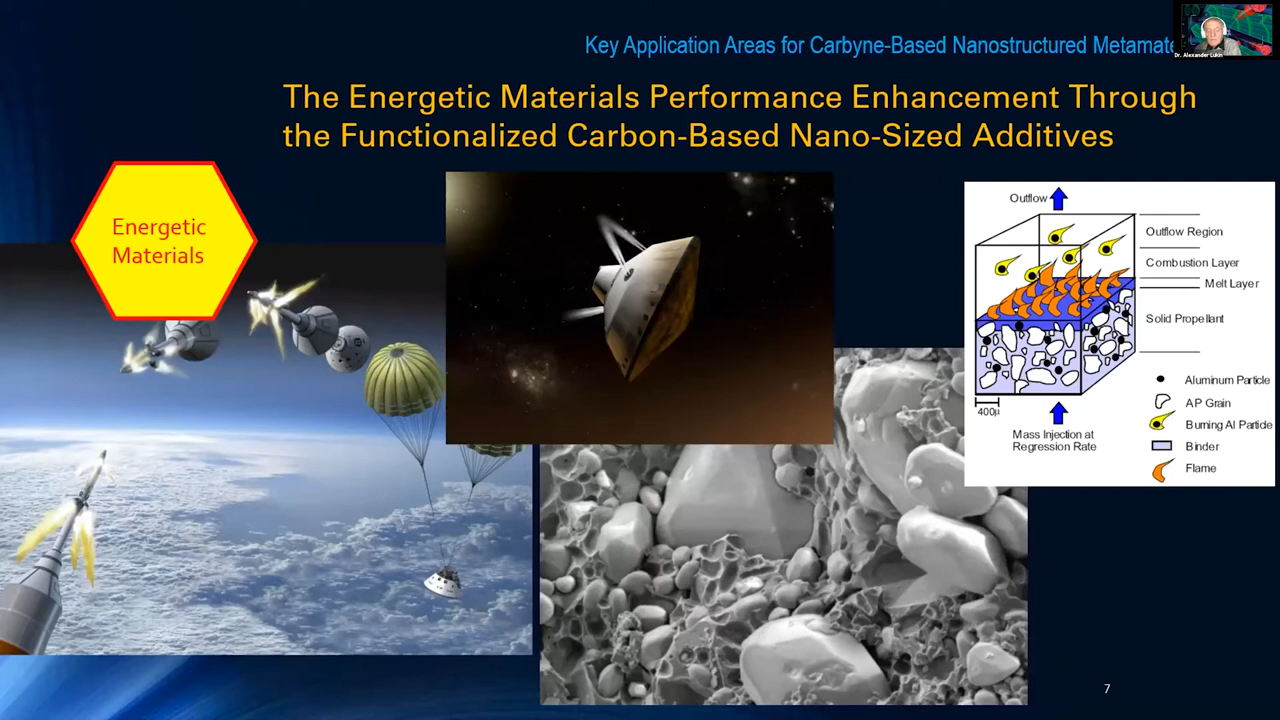 Key Application Areas for Carbyne-Based Nanostructured Metamate
Dr. Alexander Lukin
The Energetic Materials Performance Enhancement Through
the Functionalized Carbon-Based Nano-Sized Additives
Energetic
Materials
Outflow
Outflow Region
Combustion Layer
Melt Layer
Solid Propellant
Aluminum Particle
400µ
AP Grain
Burning Al Particle
Mass Injection at
Regression Rate
Binder
Flame
7